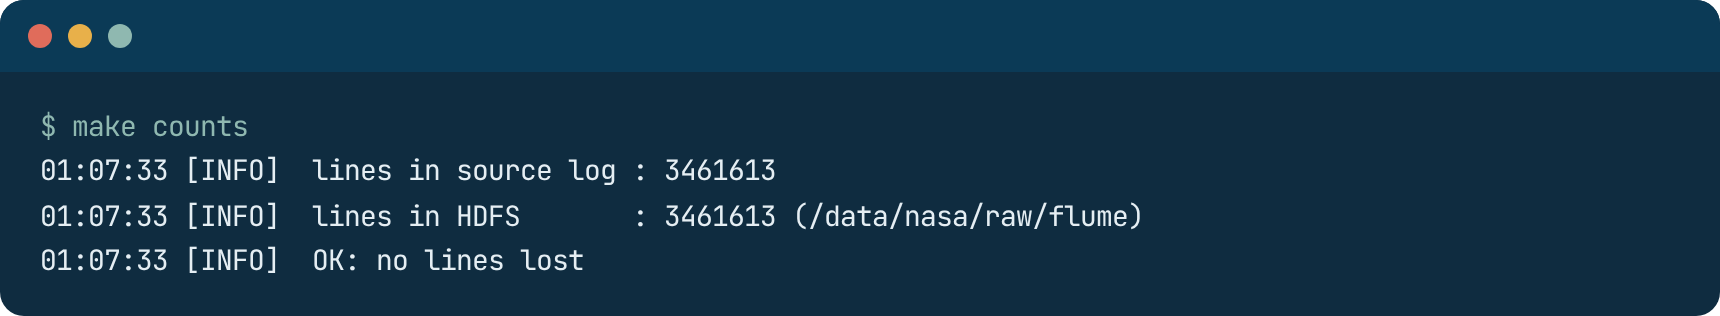 $ make counts
01:07:33 [INFO]  lines in source log : 3461613
01:07:33 [INFO]  lines in HDFS       : 3461613 (/data/nasa/raw/flume)
01:07:33 [INFO]  OK: no lines lost